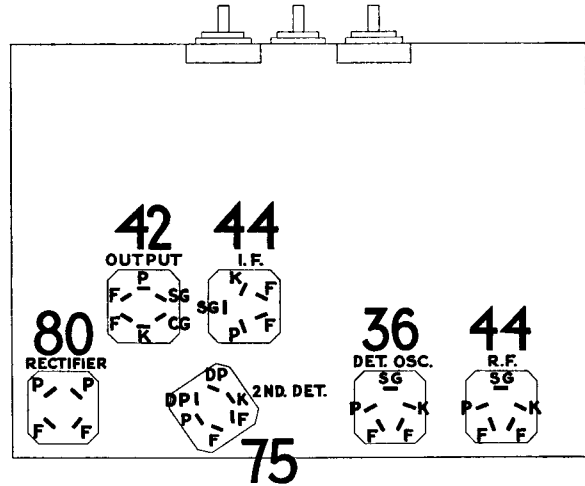 42 44
OUTPUT I.F.
P K F
F SG SG
F CG P F
K
80
RECTIFIER
P P
F F
DP 2ND. DET.
DP K
P F
F
75
36 44
DET. OSC. R.F.
SG SG
P K P K
F F F F